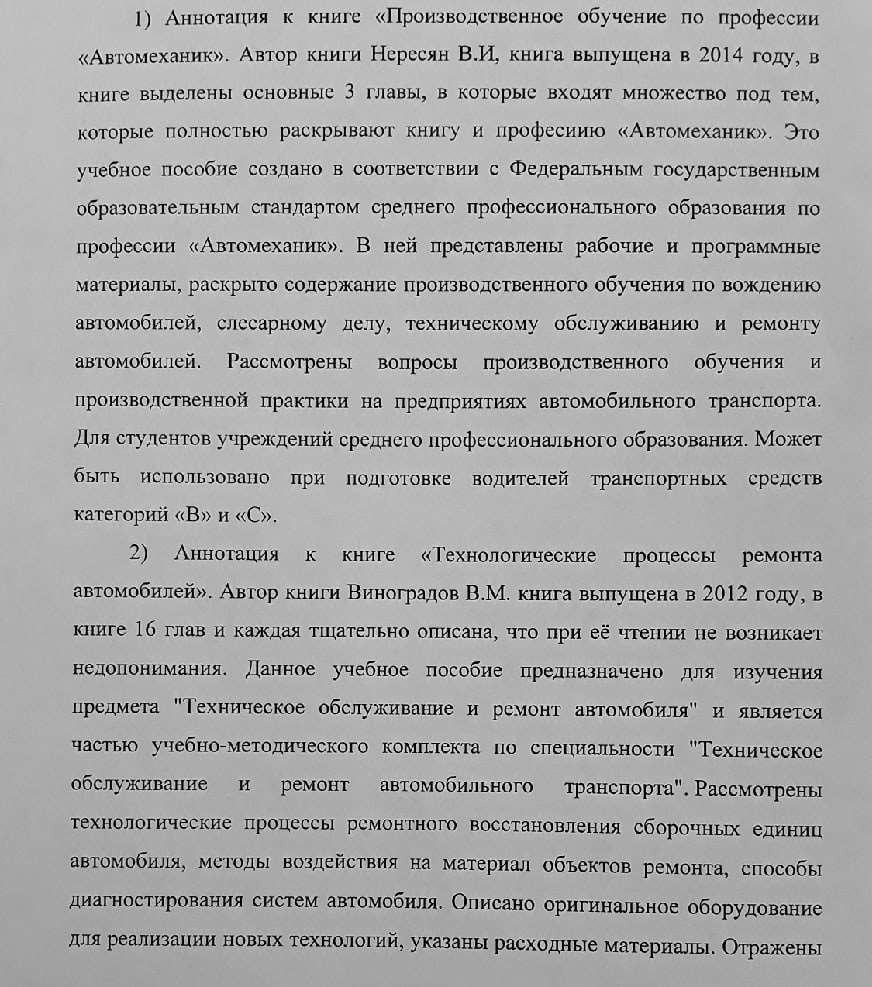 1) Аннотация к книге «Производственное обучение по профессии
«Автомеханик». Автор книги Нересян В.И, книга выпущена в 2014 году, в
книге выделены основные 3 главы, в которые входят множество под тем,
которые полностью раскрывают книгу и професиию «Автомеханик». Это
учебное пособие создано в соответствии с Федеральным государственным
образовательным стандартом среднего профессионального образования по
профессии «Автомеханик». В ней представлены рабочие и программные
материалы, раскрыто содержание производственного обучения по вождению
автомобилей, слесарному делу, техническому обслуживанию и ремонту
автомобилей. Рассмотрены вопросы производственного обучения и
производственной практики на предприятиях автомобильного транспорта.
Для студентов учреждений среднего профессионального образования. Может
быть использовано при подготовке водителей транспортных средств
категорий «В» и «С».
2) Аннотация к книге «Технологические процессы ремонта
автомобилей». Автор книги Виноградов В.М. книга выпущена в 2012 году, в
книге 16 глав и каждая тщательно описана, что при её чтении не возникает
недопонимания. Данное учебное пособие предназначено для изучения
предмета "Техническое обслуживание и ремонт автомобиля" и является
частью учебно-методического комплекта по специальности "Техническое
обслуживание и ремонт автомобильного транспорта". Рассмотрены
технологические процессы ремонтного восстановления сборочных единиц
автомобиля, методы воздействия на материал объектов ремонта, способы
диагностирования систем автомобиля. Описано оригинальное оборудование
для реализации новых технологий, указаны расходные материалы. Отражены